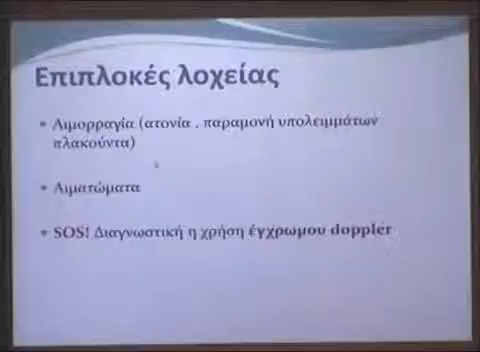 Επιπλοκές λοχείας
• Αιμορραγία (ατονία , παραμονή υπολειμμάτων
πλακούντα)
• Αιματώματα
• SOS! Διαγνωστική η χρήση έγχρωμου doppler